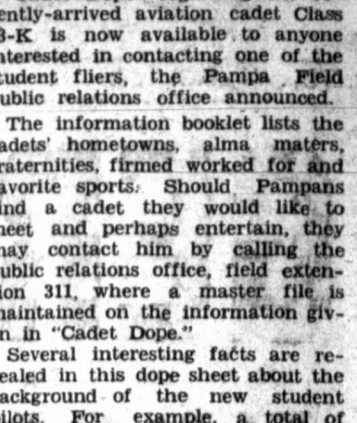 ently-arrived aviation cadet Class
3-K is now available to anyone
nterested in contacting one of the
tudent fliers, the Pampa Field
ublic relations office announced.
The information booklet lists the
adets' hometowns, alma maters,
raternities, firmed worked for and
avorite sports. Should Pampans
ind a cadet they would like to
neet and perhaps entertain, they
nay contact him by calling the
ublic relations office, field exten-
ion 311, where a master file is
naintained on the information giv-
n in "Cadet Dope."
Several interesting facts are re-
ealed in this dope sheet about the
ackground of the new student
ilots. For example, a total of